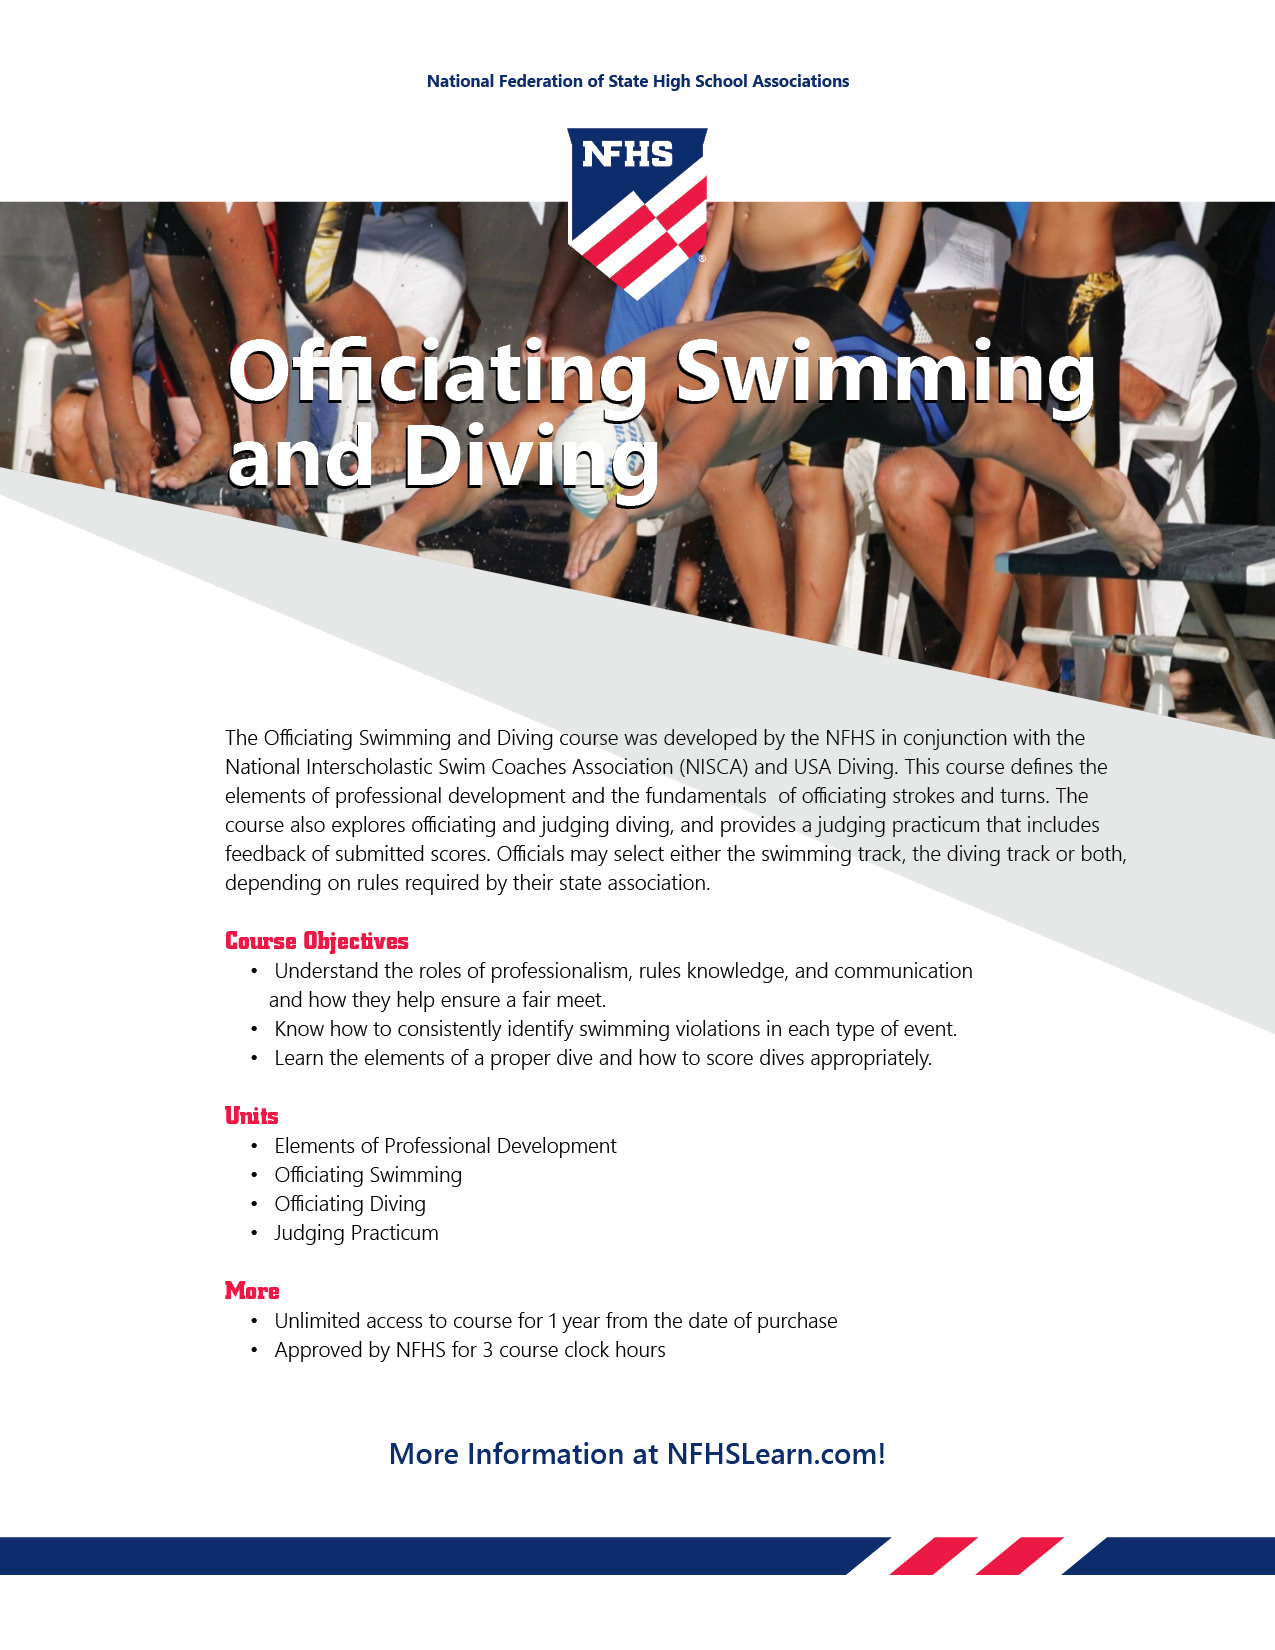 National Federation of State High School Associations
NFHS
®
Officiating Swimming
and Diving
The Officiating Swimming and Diving course was developed by the NFHS in conjunction with the
National Interscholastic Swim Coaches Association (NISCA) and USA Diving. This course defines the
elements of professional development and the fundamentals  of officiating strokes and turns. The
course also explores officiating and judging diving, and provides a judging practicum that includes
feedback of submitted scores. Officials may select either the swimming track, the diving track or both,
depending on rules required by their state association.
Course Objectives
• Understand the roles of professionalism, rules knowledge, and communication
and how they help ensure a fair meet.
• Know how to consistently identify swimming violations in each type of event.
• Learn the elements of a proper dive and how to score dives appropriately.
Units
• Elements of Professional Development
• Officiating Swimming
• Officiating Diving
• Judging Practicum
More
• Unlimited access to course for 1 year from the date of purchase
• Approved by NFHS for 3 course clock hours
More Information at NFHSLearn.com!